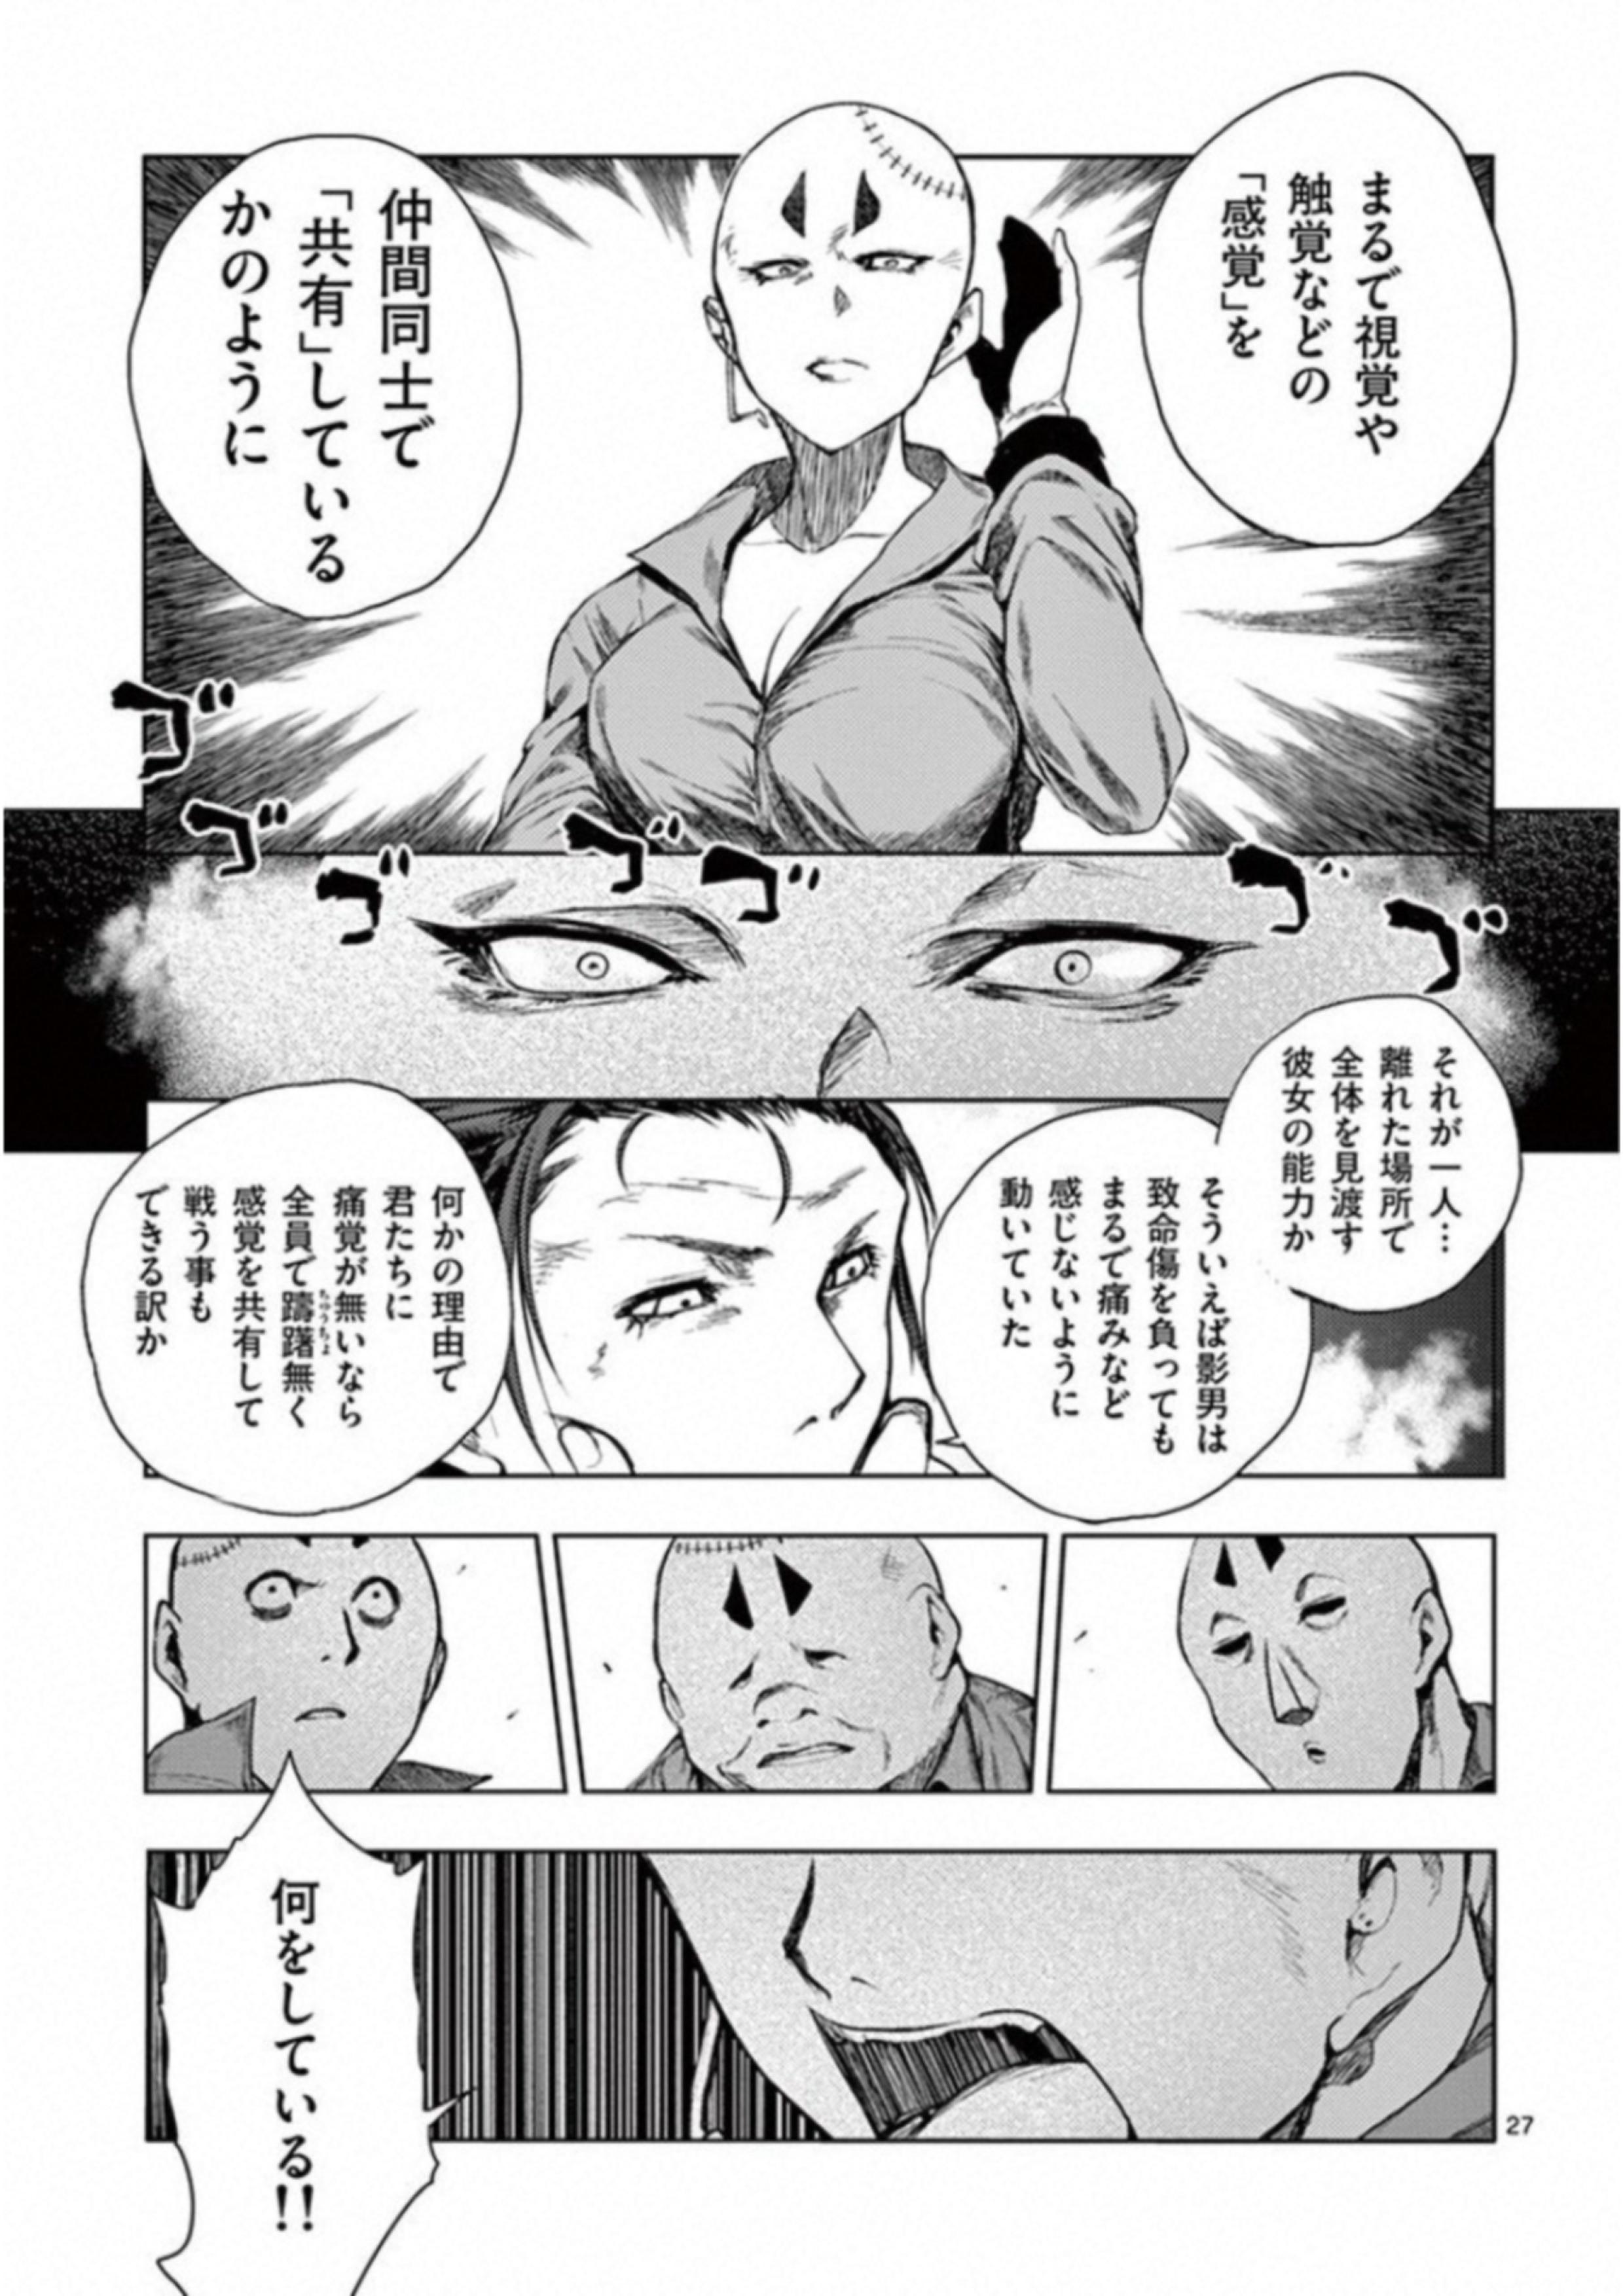 まるで視覚や
触覚などの
「感覚」を
仲間同士で
「共有」している
かのように
ゴ
ゴ
ゴ
ゴ
ゴ
ゴ
ゴ
それが一人…
離れた場所で
全体を見渡す
彼女の能力か
そういえば影男は
致命傷を負っても
まるで痛みなど
感じないように
動いていた
何かの理由で
君たちに
痛覚が無いなら
全員で躊躇無く
ちゅうちょ
感覚を共有して
戦う事も
できる訳か
何をしている!!
27